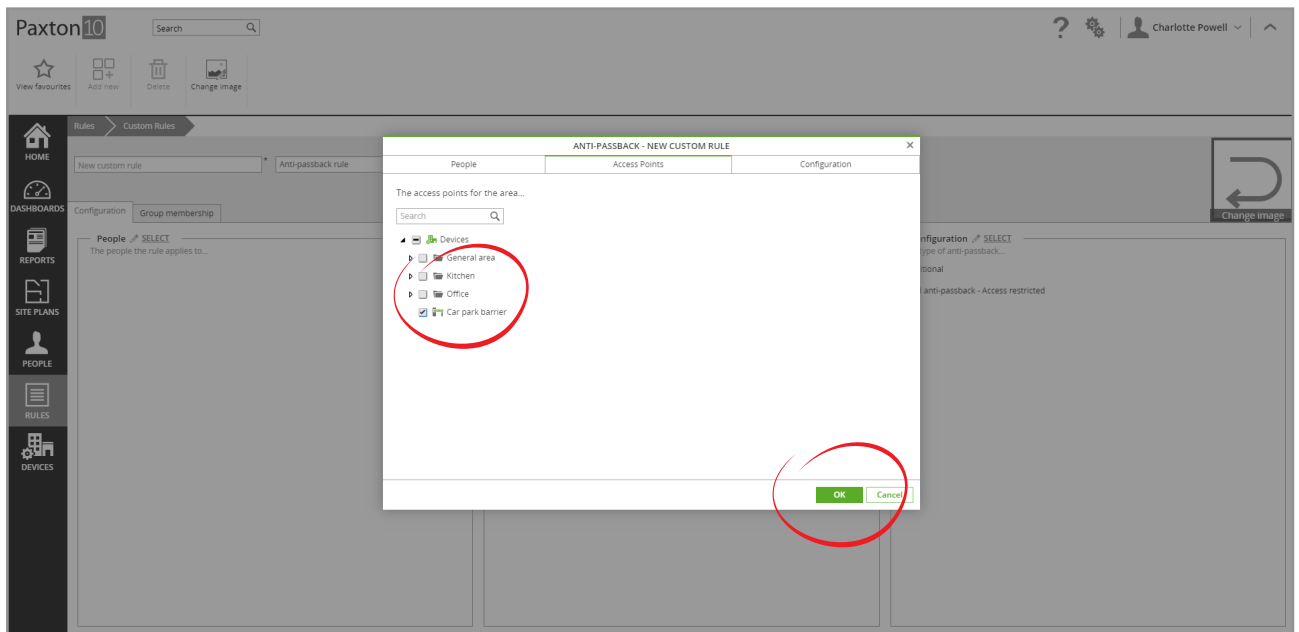 Paxton10
Search
Charlotte Powell
View favourites
Add new
Delete
Change image
Rules
Custom Rules
HOME
DASHBOARDS
REPORTS
SITE PLANS
PEOPLE
RULES
DEVICES
New custom rule
*
Anti-passback rule
Configuration
Group membership
People SELECT
The people the rule applies to...
ANTI-PASSBACK - NEW CUSTOM RULE
People
Access Points
Configuration
The access points for the area...
Search
Devices
General area
Kitchen
Office
Car park barrier
OK
Cancel
Change image
nfiguration SELECT
type of anti-passback...
tional
l anti-passback - Access restricted